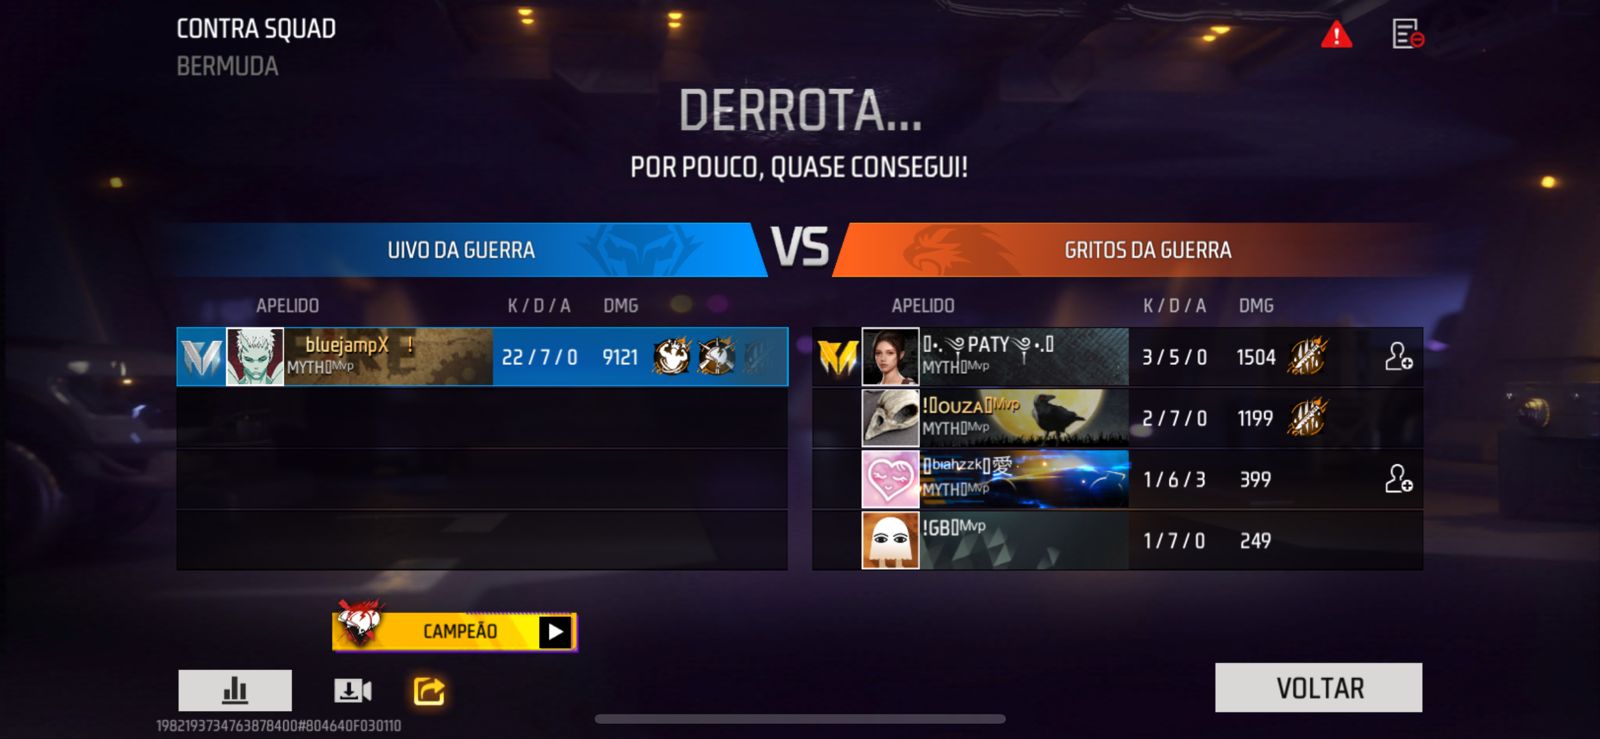 CONTRA SQUAD
BERMUDA
DERROTA...
POR POUCO, QUASE CONSEGUI!
UIVO DA GUERRA
VS
GRITOS DA GUERRA
APELIDO K / D / A DMG
bluejampX !
MYTH▯Mvp
22 / 7 / 0 9121
APELIDO K / D / A DMG
▯•.༒PATY༒•.▯
MYTH▯Mvp
3 / 5 / 0 1504
!▯OUZA▯Mvp
MYTH▯Mvp
2 / 7 / 0 1199
▯bıahzzk▯愛
MYTH▯Mvp
1 / 6 / 3 399
!GB▯Mvp
1 / 7 / 0 249
CAMPEÃO
VOLTAR
1982193734763878400#804640F030110